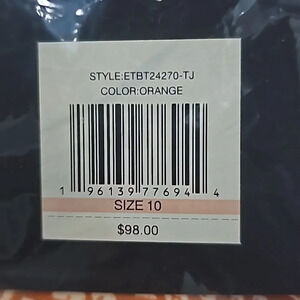 STYLE:ETBT24270-TJ
COLOR:ORANGE
1 96139 77694 4
SIZE 10
$98.00